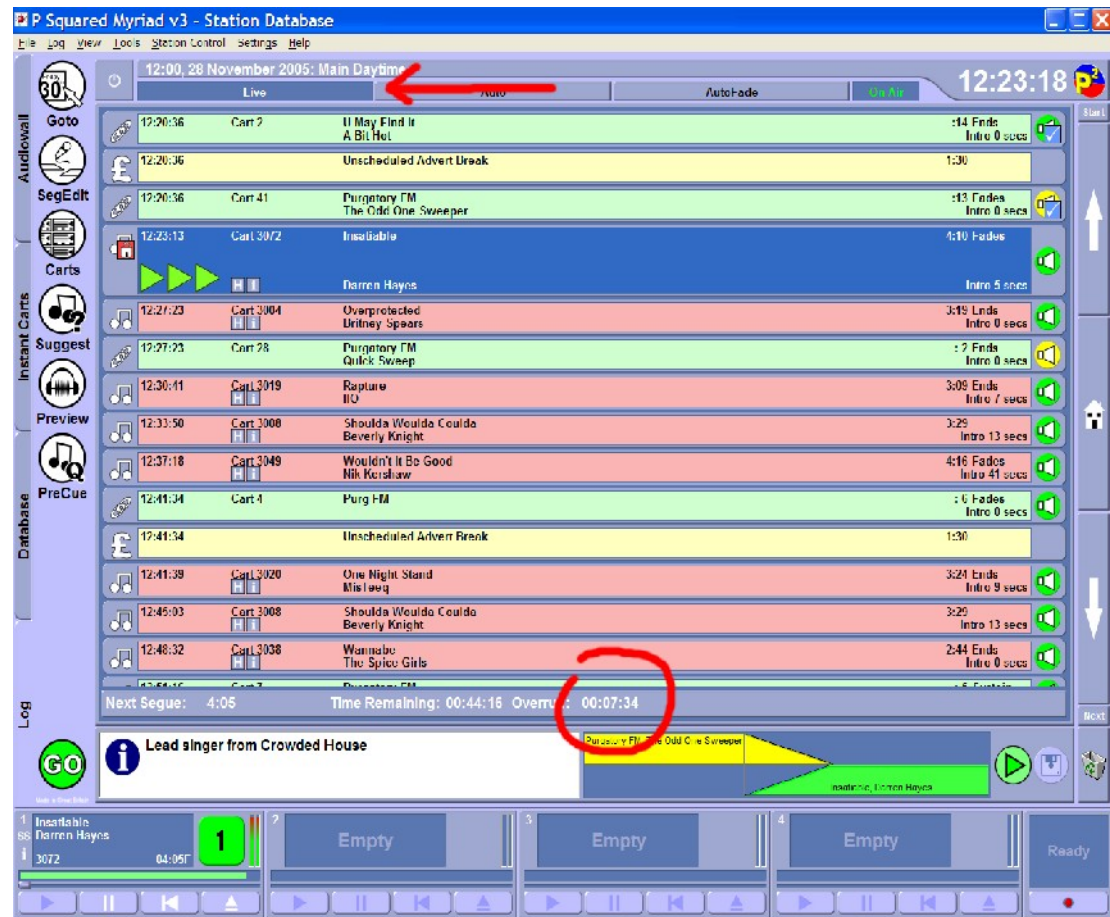 P Squared Myriad v3 - Station Database
File Log View Tools Station Control Settings Help
12:00, 28 November 2005: Main Daytime
Live Auto AutoFade On Air 12:23:18
Goto
SegEdit
Carts
Suggest
Preview
PreCue
Audiowall
Instant Carts
Database
Log
Start
Next
12:20:36 Cart 2 U May Find It :14 Ends
A Bit Hot Intro 0 secs
12:20:36 Unscheduled Advert Break 1:30
12:20:36 Cart 41 Purgatory FM :13 Fades
The Odd One Sweeper Intro 0 secs
12:23:13 Cart 3072 Insatiable 4:10 Fades
H i Darren Hayes Intro 5 secs
12:27:23 Cart 3004 Overprotected 3:19 Ends
H i Britney Spears Intro 0 secs
12:27:23 Cart 28 Purgatory FM : 2 Ends
Quick Sweep Intro 0 secs
12:30:41 Cart 3019 Rapture 3:09 Ends
H i IIO Intro 7 secs
12:33:50 Cart 3008 Shoulda Woulda Coulda 3:29
H i Beverly Knight Intro 13 secs
12:37:18 Cart 3049 Wouldn't It Be Good 4:16 Fades
H i Nik Kershaw Intro 41 secs
12:41:34 Cart 4 Purg FM : 6 Fades
Intro 0 secs
12:41:34 Unscheduled Advert Break 1:30
12:41:39 Cart 3020 One Night Stand 3:24 Ends
H i Misteeq Intro 9 secs
12:45:03 Cart 3008 Shoulda Woulda Coulda 3:29
H i Beverly Knight Intro 13 secs
12:48:32 Cart 3038 Wannabe 2:44 Ends
H i The Spice Girls Intro 0 secs
Next Segue: 4:05 Time Remaining: 00:44:16 Overrun: 00:07:34
GO
Lead singer from Crowded House
Purgatory FM, The Odd One Sweeper
Insatiable, Darren Hayes
1 Insatiable
SS Darren Hayes
i 3072 04:05F 1
2 Empty
3 Empty
4 Empty
Ready